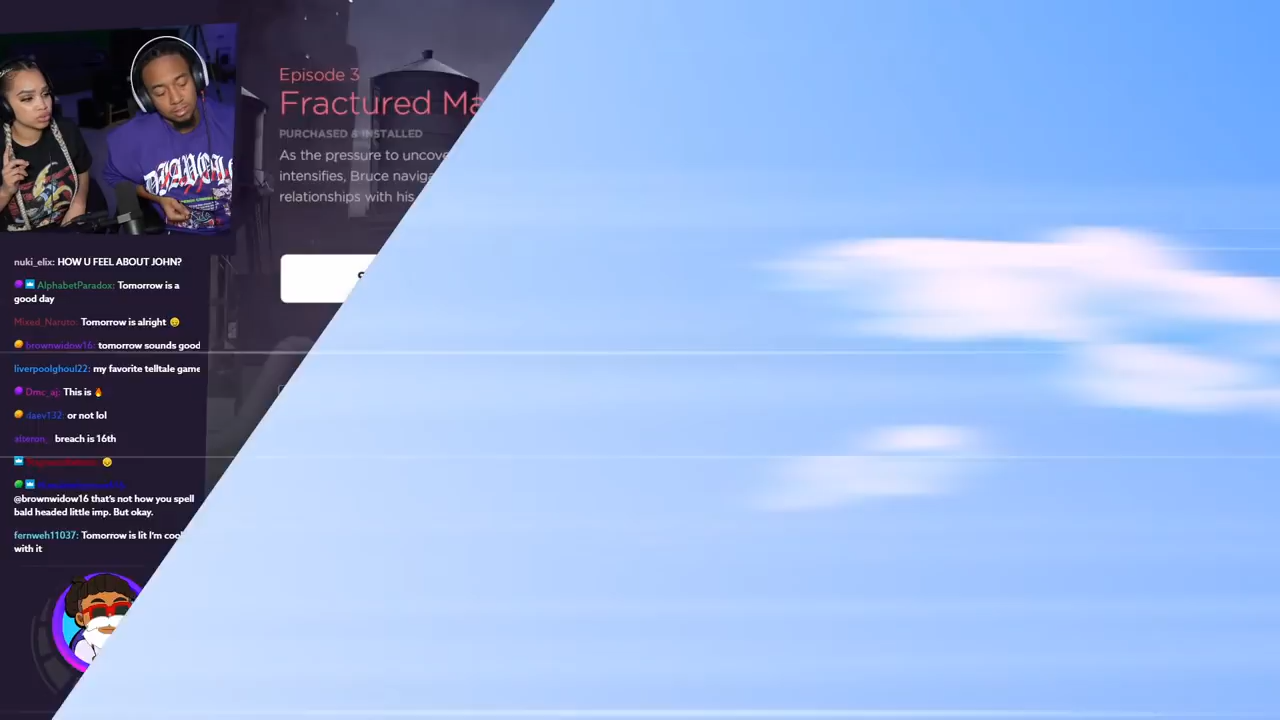 Episode 3
Fractured Ma
PURCHASED & INSTALLED
As the pressure to uncove
intensifies, Bruce naviga
relationships with his
DIABOLI
nuki_elix: HOW U FEEL ABOUT JOHN?
AlphabetParadox: Tomorrow is a
good day
Mixed_Naruto: Tomorrow is alright
brownwidow16: tomorrow sounds good
liverpoolghoul22: my favorite telltale game
Dmc_aj: This is
daev132: or not lol
breach is 16th
@brownwidow16 that's not how you spell
bald headed little imp. But okay.
fernweh11037: Tomorrow is lit I'm cool
with it